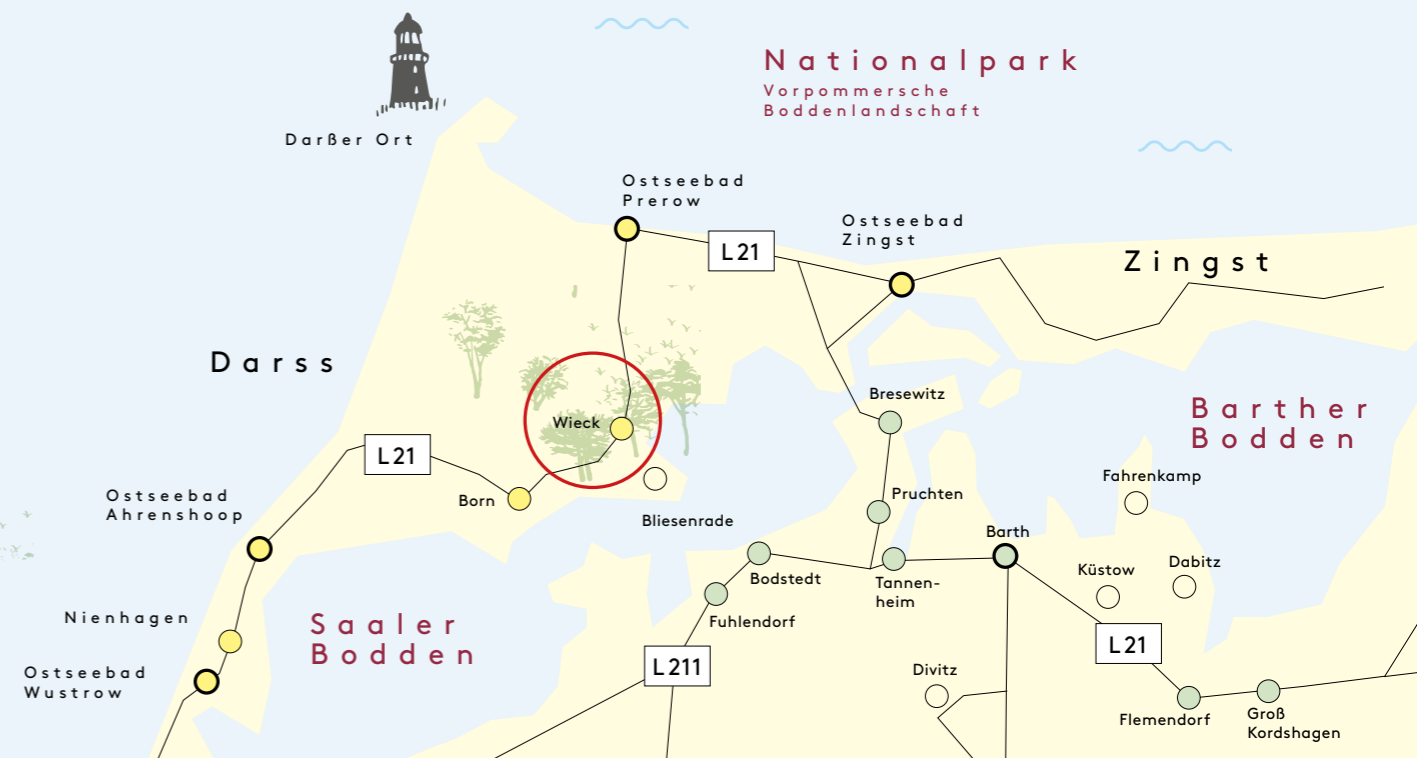 Nationalpark
Vorpommersche
Boddenlandschaft
Darßer Ort
Ostseebad
Prerow
Ostseebad
Zingst
L21
Zingst
Darss
Bresewitz
Barther
Bodden
Wieck
L21
Fahrenkamp
Ostseebad
Ahrenshoop
Born
Pruchten
Bliesenrade
Barth
Bodstedt
Tannen-
heim
Küstow
Dabitz
Nienhagen
Saaler
Bodden
Fuhlendorf
L21
L211
Ostseebad
Wustrow
Divitz
Flemendorf
Groß
Kordshagen